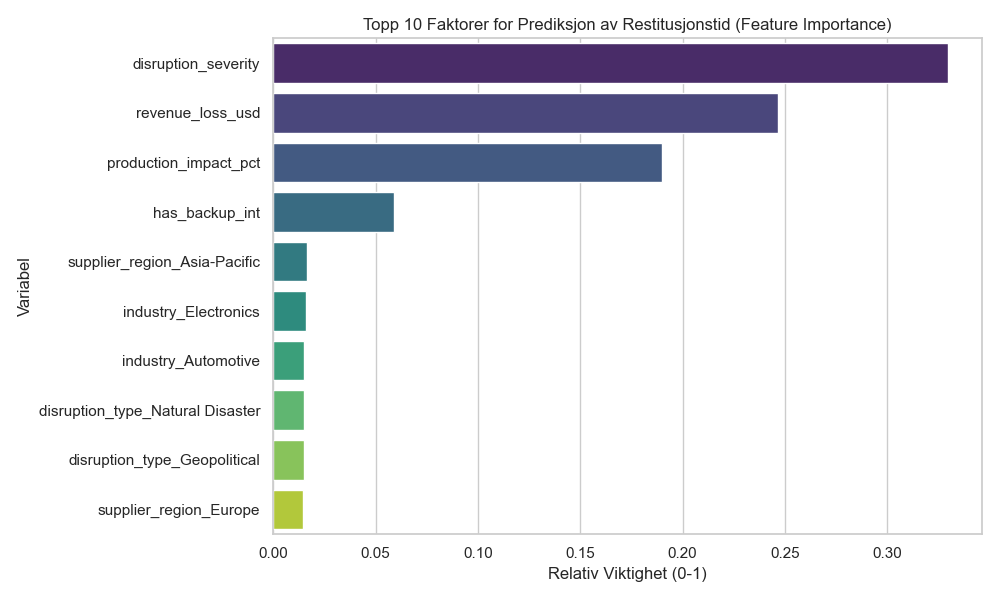 Topp 10 Faktorer for Prediksjon av Restitusjonstid (Feature Importance)
disruption_severity
revenue_loss_usd
production_impact_pct
has_backup_int
supplier_region_Asia-Pacific
industry_Electronics
industry_Automotive
disruption_type_Natural Disaster
disruption_type_Geopolitical
supplier_region_Europe
Variabel
0.00 0.05 0.10 0.15 0.20 0.25 0.30
Relativ Viktighet (0-1)